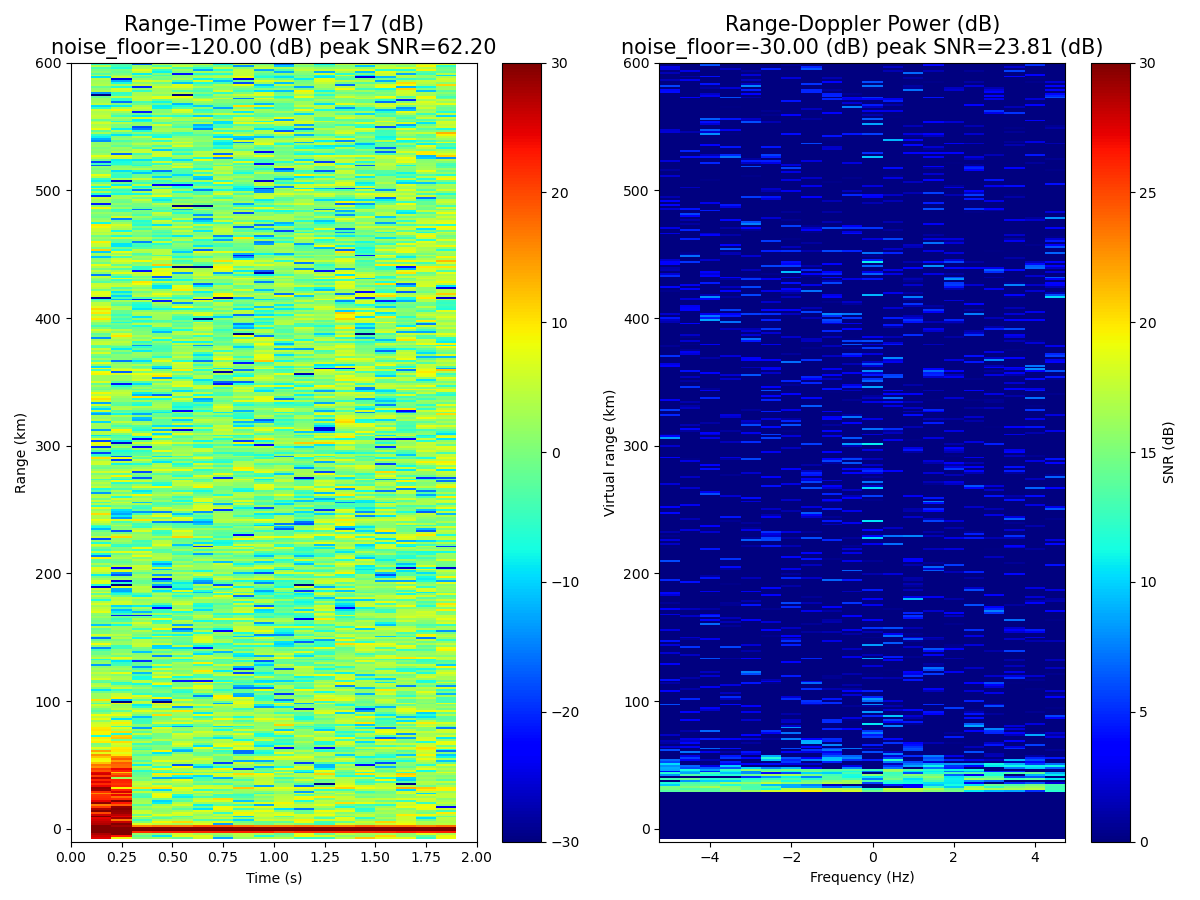 Range-Time Power f=17 (dB)
noise_floor=-120.00 (dB) peak SNR=62.20
Range (km)
600
500
400
300
200
100
0
0.00 0.25 0.50 0.75 1.00 1.25 1.50 1.75 2.00
Time (s)
30
20
10
0
−10
−20
−30
Range-Doppler Power (dB)
noise_floor=-30.00 (dB) peak SNR=23.81 (dB)
Virtual range (km)
600
500
400
300
200
100
0
−4 −2 0 2 4
Frequency (Hz)
30
25
20
15
10
5
0
SNR (dB)